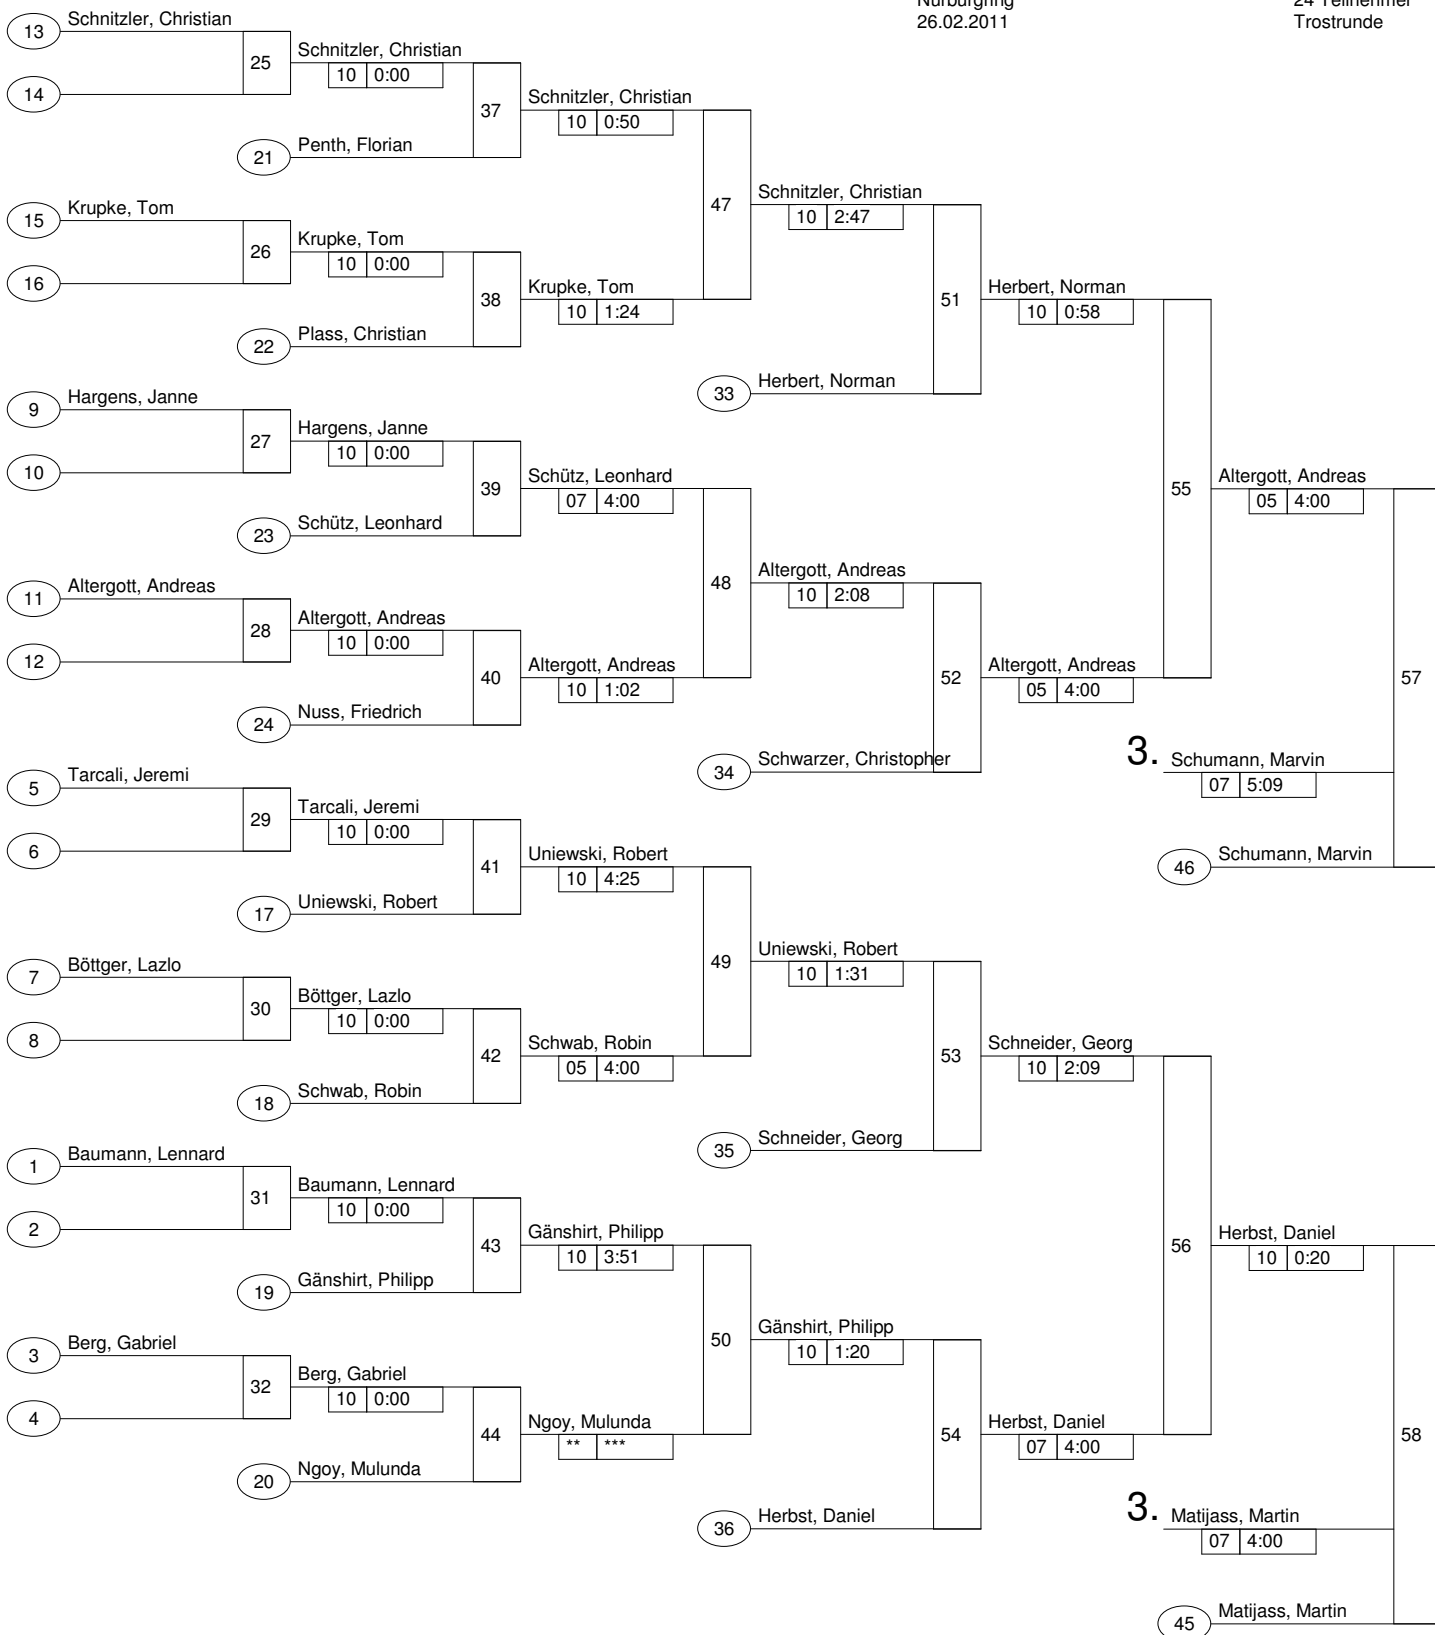 Nürburgring
24 Teilnehmer
26.02.2011
Trostrunde
13 Schnitzler, Christian
14
25
Schnitzler, Christian
10 0:00
21 Penth, Florian
37
Schnitzler, Christian
10 0:50
15 Krupke, Tom
16
26
Krupke, Tom
10 0:00
22 Plass, Christian
38
Krupke, Tom
10 1:24
47
Schnitzler, Christian
10 2:47
33 Herbert, Norman
51
Herbert, Norman
10 0:58
9 Hargens, Janne
10
27
Hargens, Janne
10 0:00
23 Schütz, Leonhard
39
Schütz, Leonhard
07 4:00
11 Altergott, Andreas
12
28
Altergott, Andreas
10 0:00
24 Nuss, Friedrich
40
Altergott, Andreas
10 1:02
48
Altergott, Andreas
10 2:08
34 Schwarzer, Christopher
52
Altergott, Andreas
05 4:00
55
Altergott, Andreas
05 4:00
57
3. Schumann, Marvin
07 5:09
46 Schumann, Marvin
5 Tarcali, Jeremi
6
29
Tarcali, Jeremi
10 0:00
17 Uniewski, Robert
41
Uniewski, Robert
10 4:25
7 Böttger, Lazlo
8
30
Böttger, Lazlo
10 0:00
18 Schwab, Robin
42
Schwab, Robin
05 4:00
49
Uniewski, Robert
10 1:31
35 Schneider, Georg
53
Schneider, Georg
10 2:09
1 Baumann, Lennard
2
31
Baumann, Lennard
10 0:00
19 Gänshirt, Philipp
43
Gänshirt, Philipp
10 3:51
3 Berg, Gabriel
4
32
Berg, Gabriel
10 0:00
20 Ngoy, Mulunda
44
Ngoy, Mulunda
** ***
50
Gänshirt, Philipp
10 1:20
36 Herbst, Daniel
54
Herbst, Daniel
07 4:00
56
Herbst, Daniel
10 0:20
58
3. Matijass, Martin
07 4:00
45 Matijass, Martin